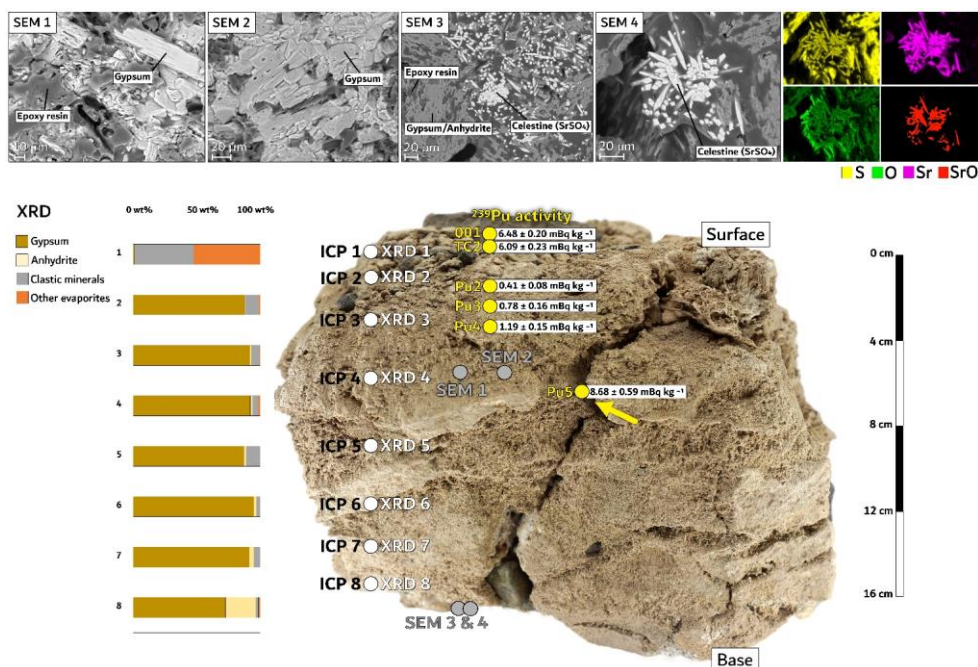 SEM 1
Gypsum
Epoxy resin
10 µm
SEM 2
Gypsum
20 µm
SEM 3
Epoxy resin
Gypsum/Anhydrite
Celestine (SrSO₄)
20 µm
SEM 4
Celestine (SrSO₄)
20 µm
S O Sr SrO
XRD
0 wt% 50 wt% 100 wt%
Gypsum
Anhydrite
Clastic minerals
Other evaporites
1
2
3
4
5
6
7
8
²³⁹Pu activity
001 6.48 ± 0.20 mBq kg ⁻¹
TC2 6.09 ± 0.23 mBq kg ⁻¹
Pu2 0.41 ± 0.08 mBq kg ⁻¹
Pu3 0.78 ± 0.16 mBq kg ⁻¹
Pu4 1.19 ± 0.15 mBq kg ⁻¹
Pu5 8.68 ± 0.59 mBq kg ⁻¹
ICP 1 XRD 1
ICP 2 XRD 2
ICP 3 XRD 3
ICP 4 XRD 4
ICP 5 XRD 5
ICP 6 XRD 6
ICP 7 XRD 7
ICP 8 XRD 8
SEM 1
SEM 2
SEM 3 & 4
Surface
Base
0 cm
4 cm
8 cm
12 cm
16 cm